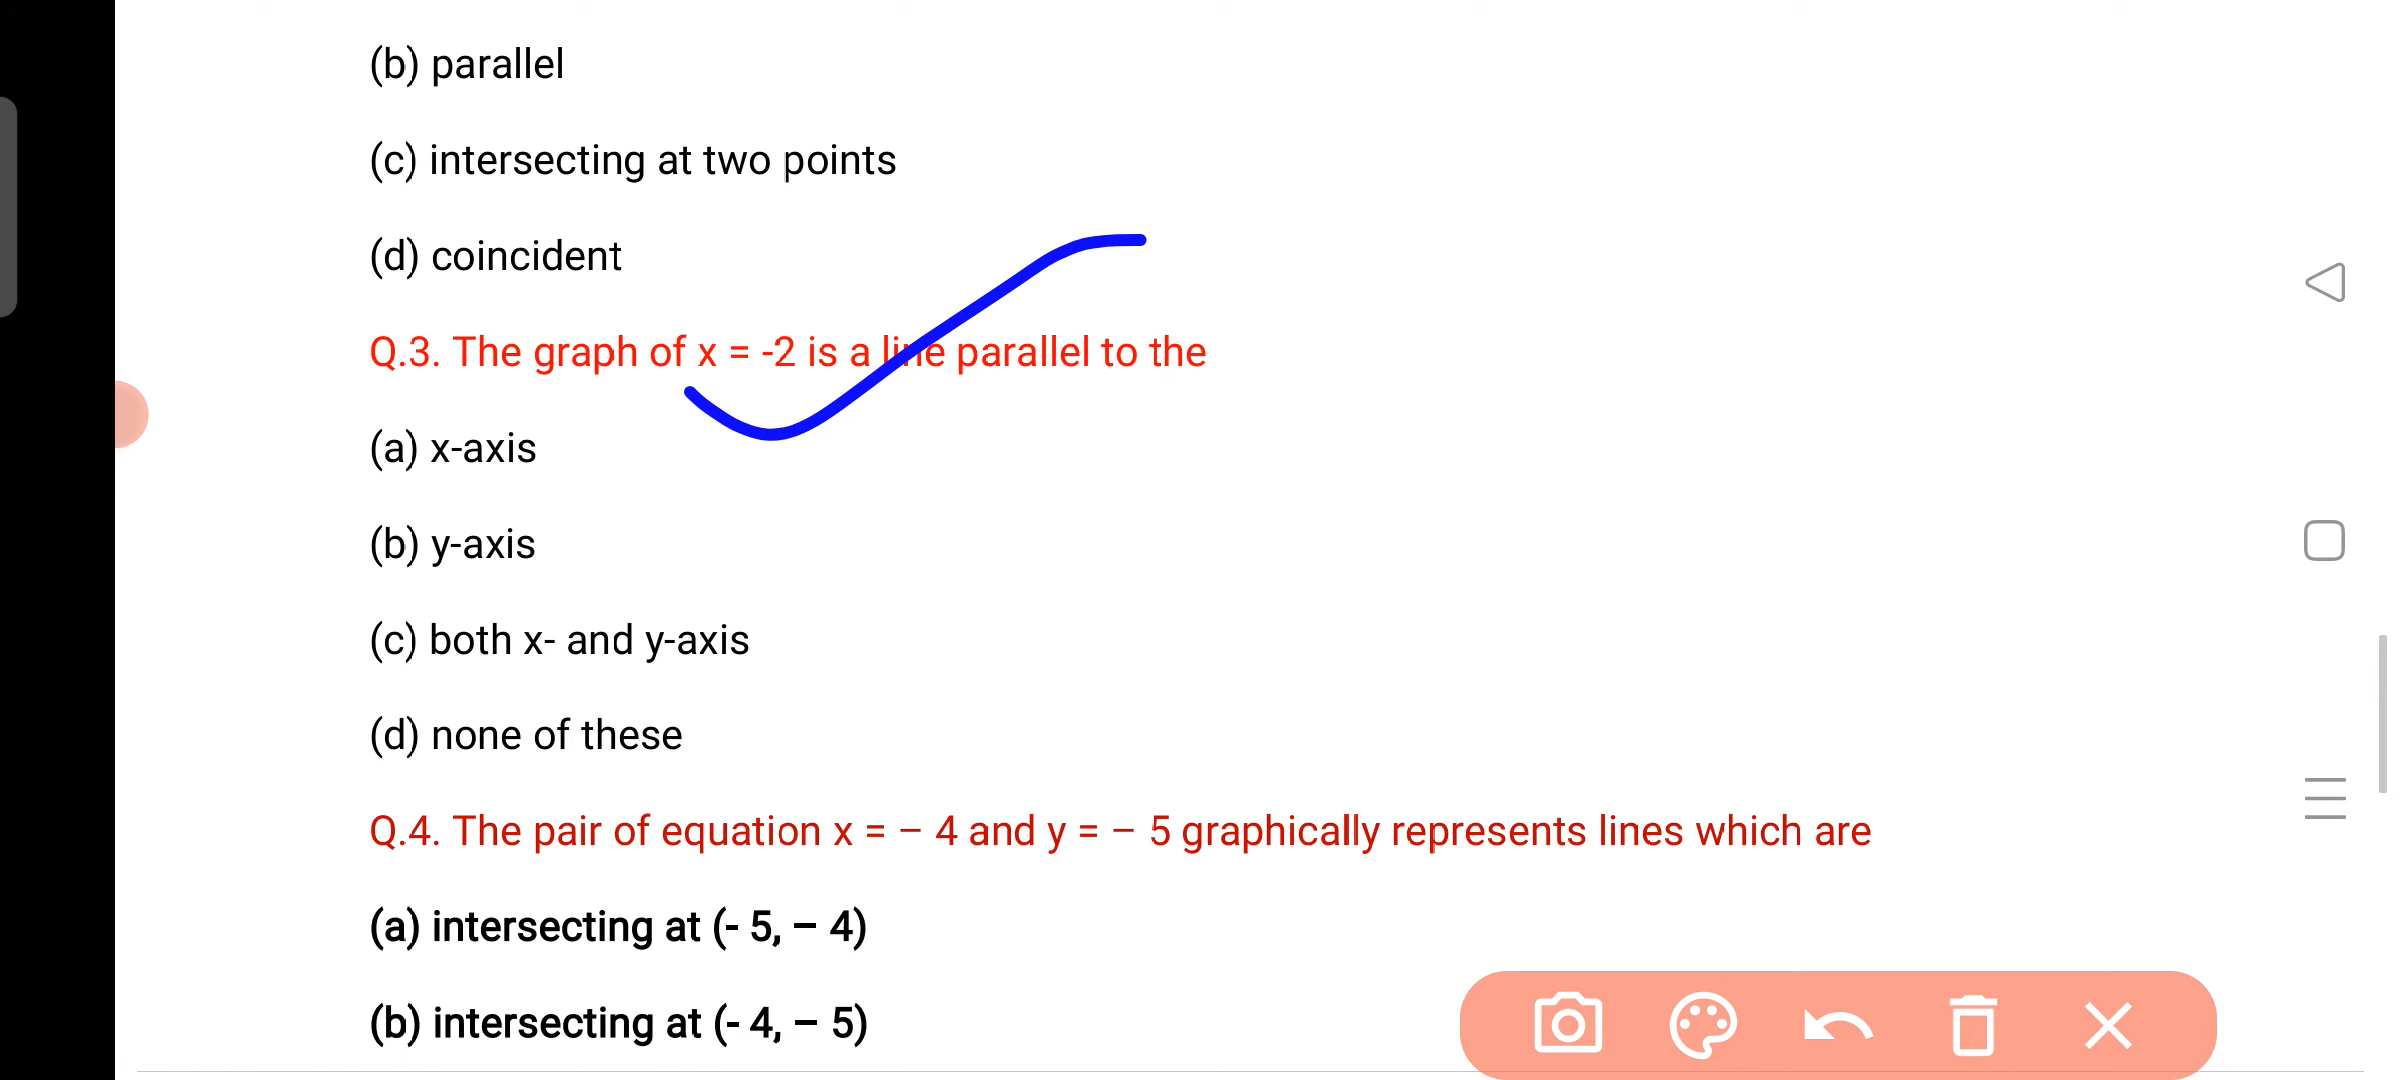 (b) parallel
(c) intersecting at two points
(d) coincident
Q.3. The graph of x = -2 is a line parallel to the
(a) x-axis
(b) y-axis
(c) both x- and y-axis
(d) none of these
Q.4. The pair of equation x = – 4 and y = – 5 graphically represents lines which are
(a) intersecting at (- 5, – 4)
(b) intersecting at (- 4, – 5)